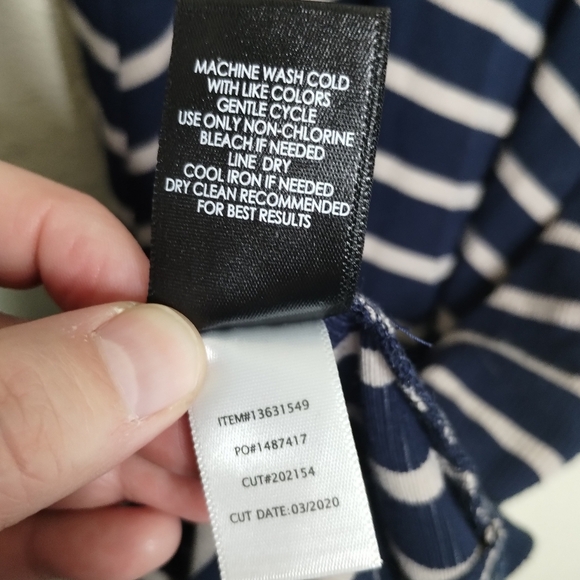 MACHINE WASH COLD
WITH LIKE COLORS
GENTLE CYCLE
USE ONLY NON-CHLORINE
BLEACH IF NEEDED
LINE DRY
COOL IRON IF NEEDED
DRY CLEAN RECOMMENDED
FOR BEST RESULTS
ITEM#13631549
PO#1487417
CUT#202154
CUT DATE:03/2020